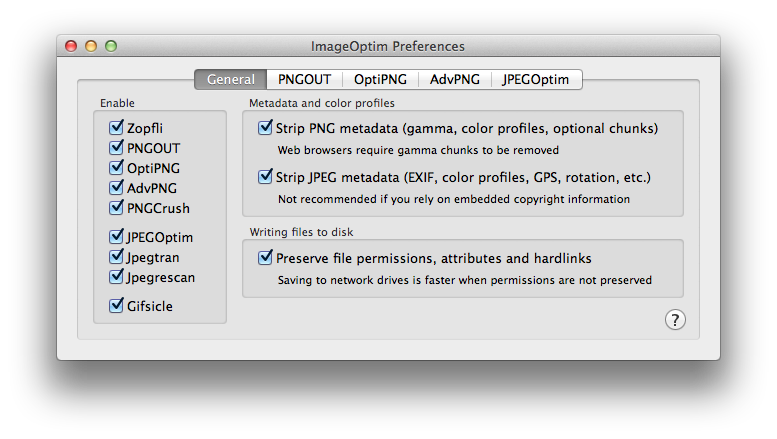 ImageOptim Preferences
General PNGOUT OptiPNG AdvPNG JPEGOptim
Enable
Zopfli
PNGOUT
OptiPNG
AdvPNG
PNGCrush
JPEGOptim
Jpegtran
Jpegrescan
Gifsicle
Metadata and color profiles
Strip PNG metadata (gamma, color profiles, optional chunks)
Web browsers require gamma chunks to be removed
Strip JPEG metadata (EXIF, color profiles, GPS, rotation, etc.)
Not recommended if you rely on embedded copyright information
Writing files to disk
Preserve file permissions, attributes and hardlinks
Saving to network drives is faster when permissions are not preserved
?